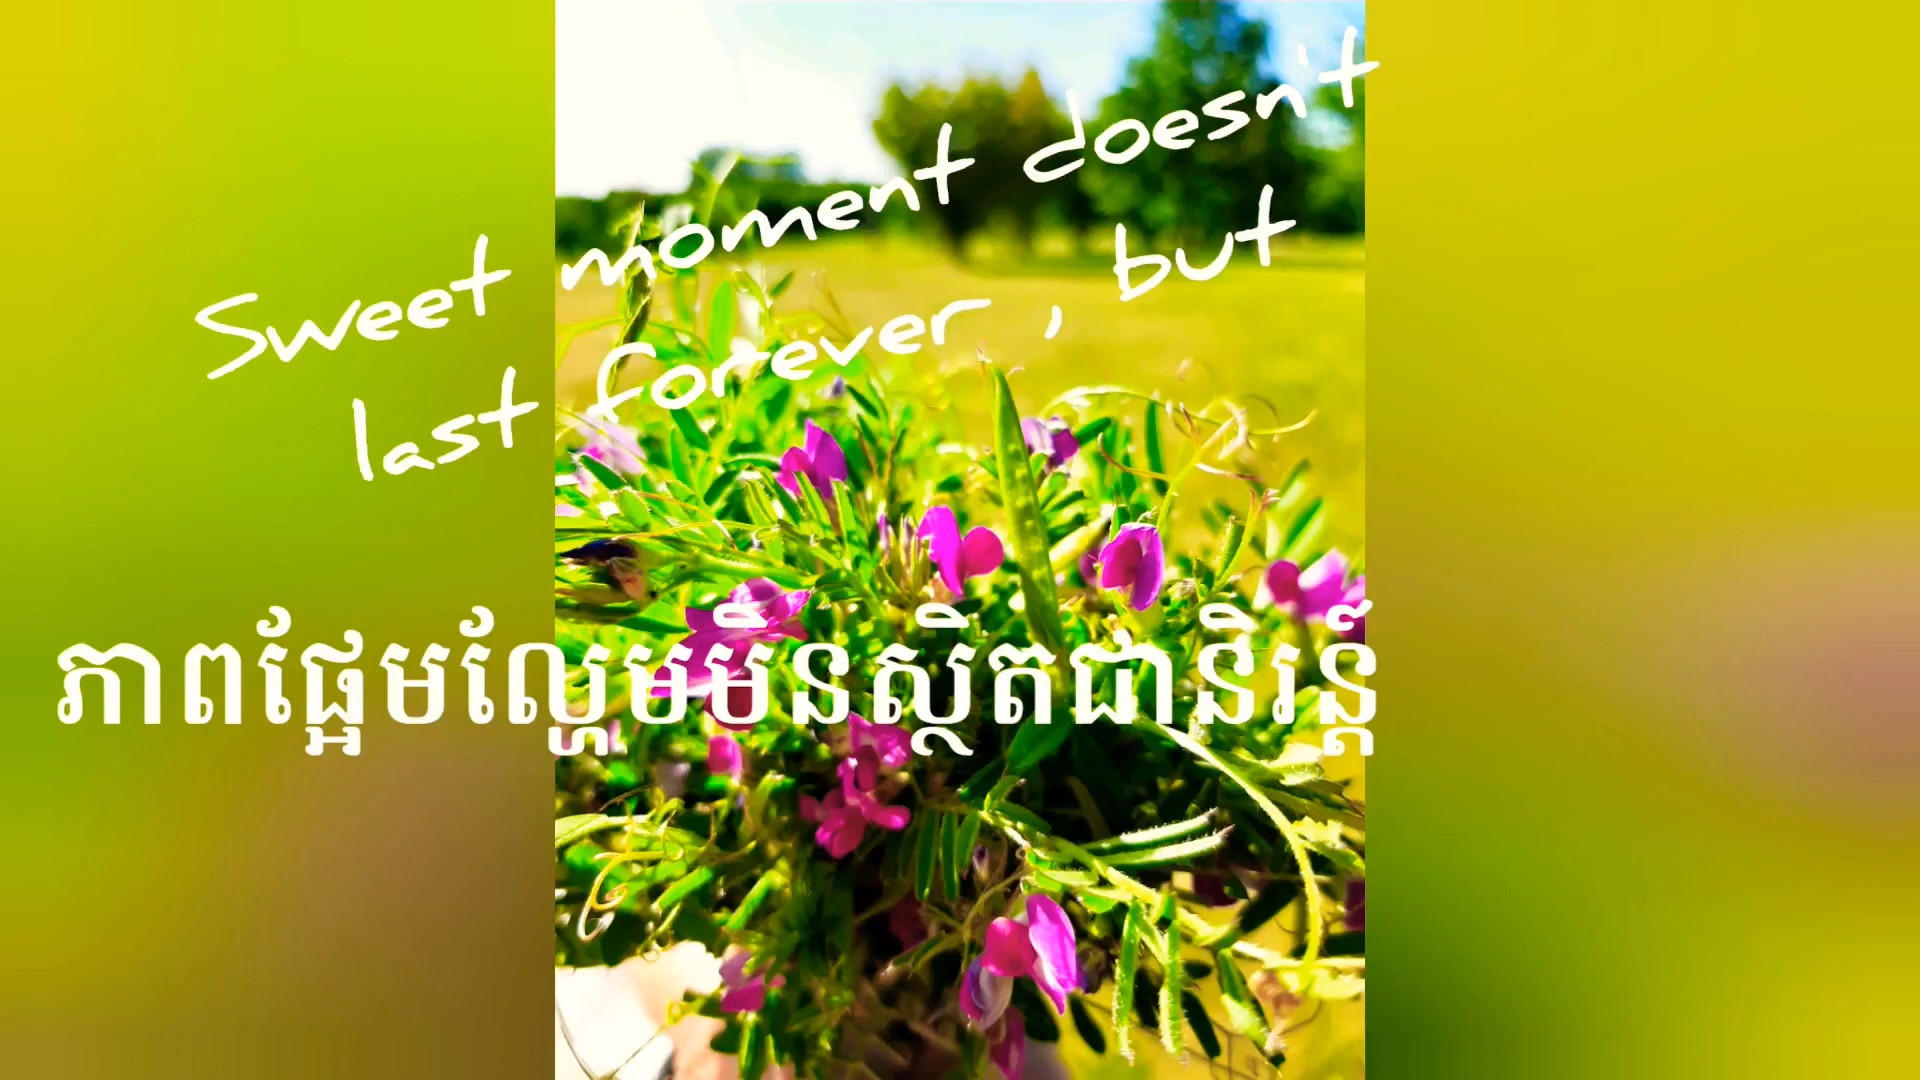 Sweet moment doesn't
last forever , but
ភាពផ្អែមល្ហែមមិនស្ថិតជានិរន្ត៍